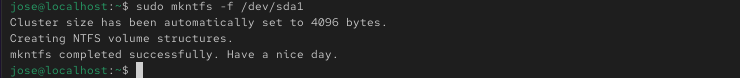 jose@localhost:~$ sudo mkntfs -f /dev/sda1
Cluster size has been automatically set to 4096 bytes.
Creating NTFS volume structures.
mkntfs completed successfully. Have a nice day.
jose@localhost:~$